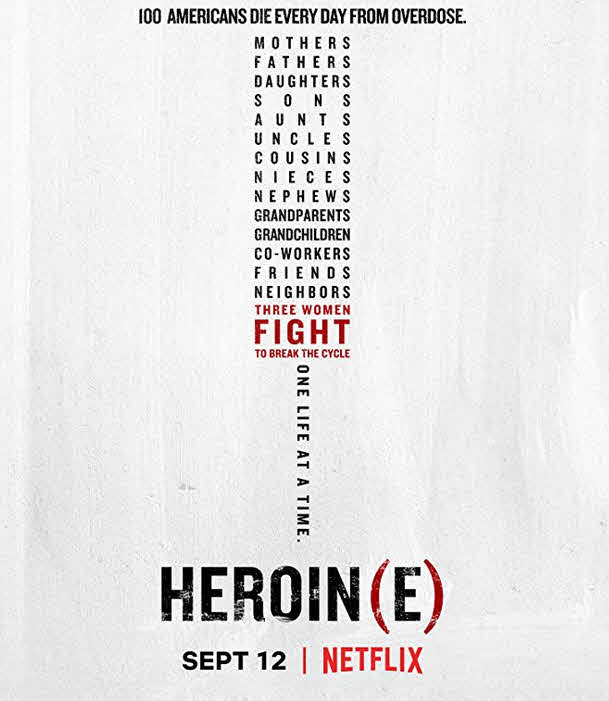 100 AMERICANS DIE EVERY DAY FROM OVERDOSE.
MOTHERS
FATHERS
DAUGHTERS
SONS
AUNTS
UNCLES
COUSINS
NIECES
NEPHEWS
GRANDPARENTS
GRANDCHILDREN
CO-WORKERS
FRIENDS
NEIGHBORS
THREE WOMEN
FIGHT
TO BREAK THE CYCLE
ONE LIFE AT A TIME.
HEROIN(E)
SEPT 12 | NETFLIX